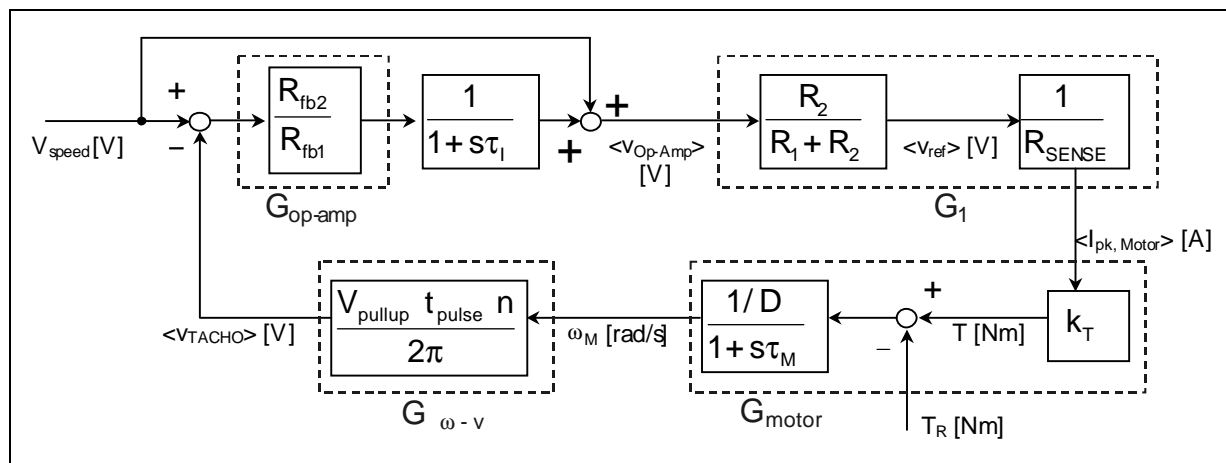 +
−
V_speed [V]
R_fb2
R_fb1
G_op-amp
1
1 + sτ_I
+
+
<v_Op-Amp>
[V]
R_2
R_1 + R_2
<v_ref> [V]
1
R_SENSE
G_1
<I_pk, Motor> [A]
k_T
T [Nm]
+
−
T_R [Nm]
1/ D
1 + sτ_M
G_motor
ω_M [rad/s]
V_pullup t_pulse n
2π
G_ω - v
<v_TACHO> [V]